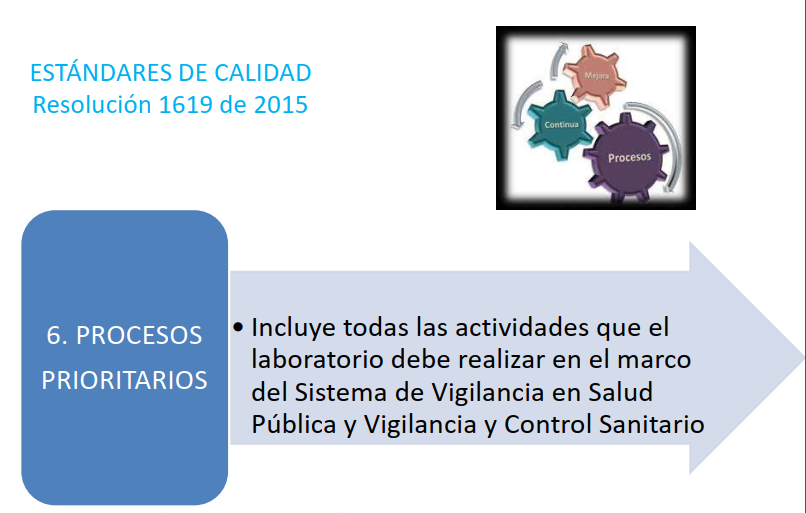 ESTÁNDARES DE CALIDAD
Resolución 1619 de 2015
Mejora
Continua
Procesos
6. PROCESOS
PRIORITARIOS
• Incluye todas las actividades que el
laboratorio debe realizar en el marco
del Sistema de Vigilancia en Salud
Pública y Vigilancia y Control Sanitario